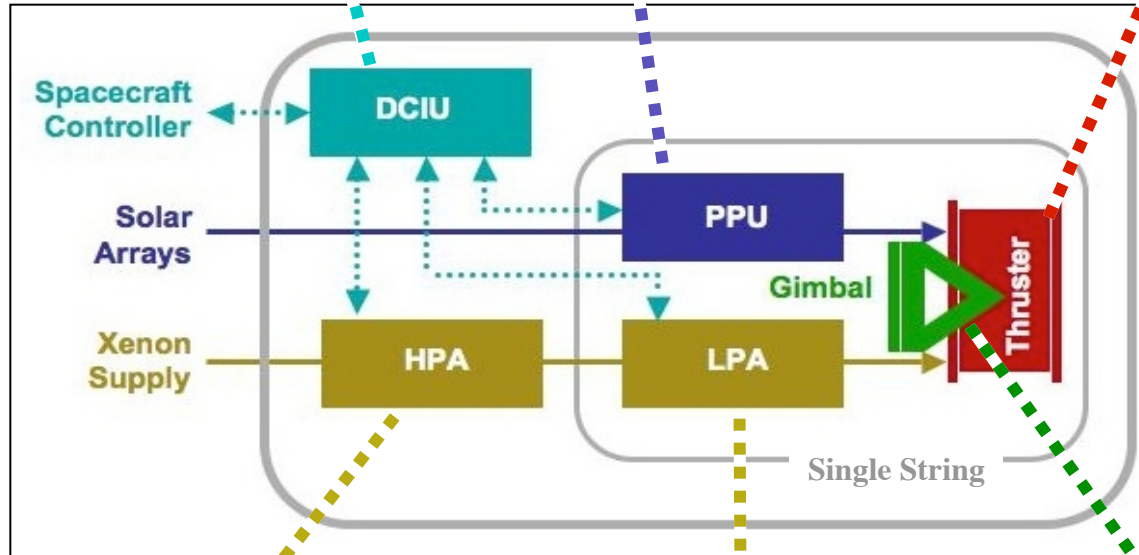 Spacecraft
Controller
DCIU
Solar
Arrays
PPU
Gimbal
Thruster
Xenon
Supply
HPA
LPA
Single String